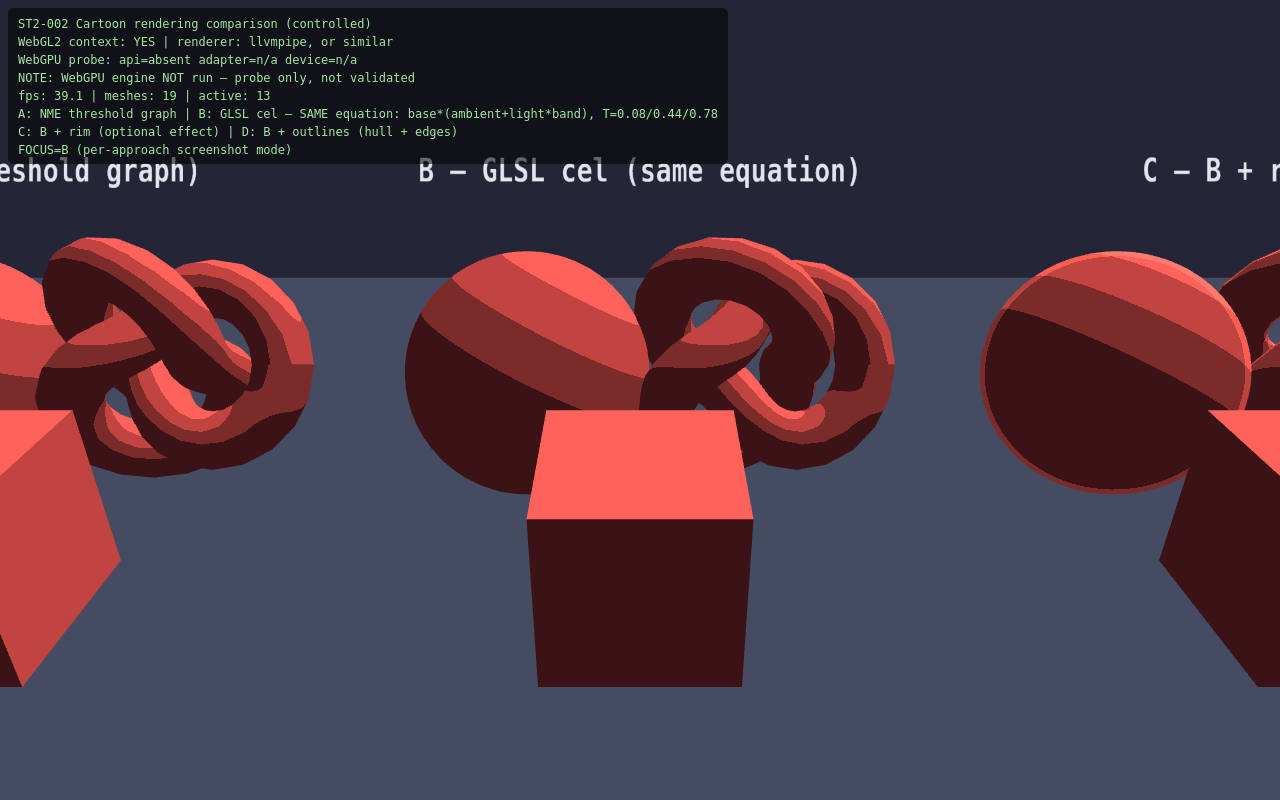 ST2-002 Cartoon rendering comparison (controlled)
WebGL2 context: YES | renderer: llvmpipe, or similar
WebGPU probe: api=absent adapter=n/a device=n/a
NOTE: WebGPU engine NOT run — probe only, not validated
fps: 39.1 | meshes: 19 | active: 13
A: NME threshold graph | B: GLSL cel — SAME equation: base*(ambient+light*band), T=0.08/0.44/0.78
C: B + rim (optional effect) | D: B + outlines (hull + edges)
FOCUS=B (per-approach screenshot mode)
eshold graph)
B — GLSL cel (same equation)
C — B + r